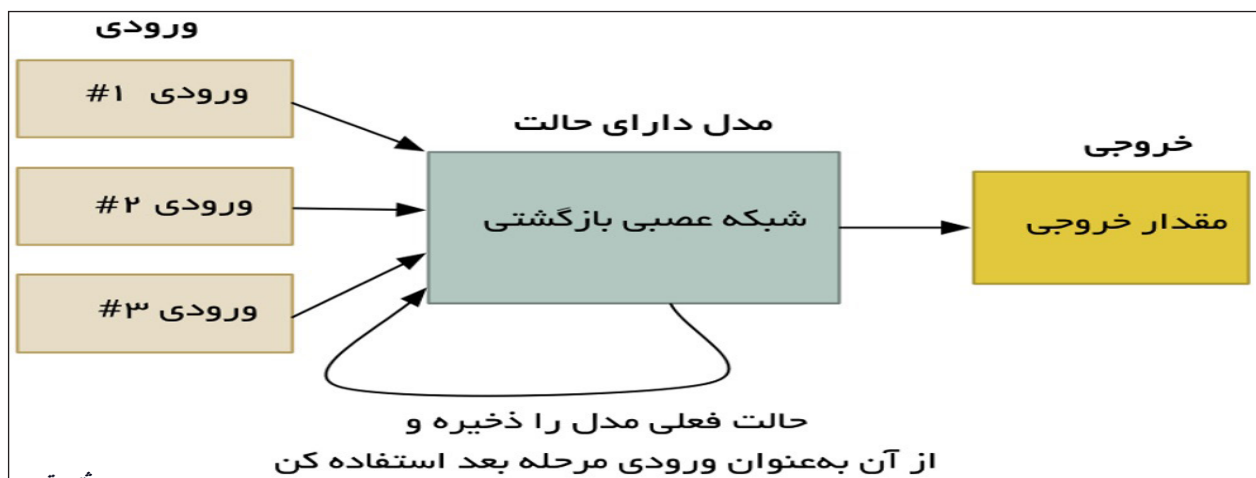 ورودی
ورودی #۱
ورودی #۲
ورودی #۳
مدل دارای حالت
شبکه عصبی بازگشتی
خروجی
مقدار خروجی
حالت فعلی مدل را ذخیره و
از آن به‌عنوان ورودی مرحله بعد استفاده کن